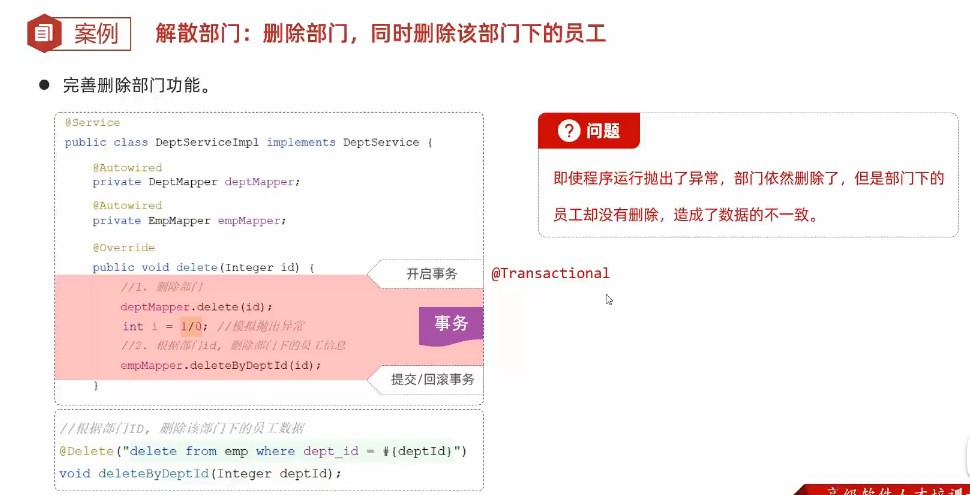 案例
解散部门：删除部门，同时删除该部门下的员工
● 完善删除部门功能。
@Service
public class DeptServiceImpl implements DeptService {
@Autowired
private DeptMapper deptMapper;
@Autowired
private EmpMapper empMapper;
@Override
public void delete(Integer id) {
//1. 删除部门
deptMapper.delete(id);
int i = 1/0; //模拟抛出异常
//2. 根据部门id, 删除部门下的员工信息
empMapper.deleteByDeptId(id);
}
开启事务
事务
提交/回滚事务
@Transactional
? 问题
即使程序运行抛出了异常，部门依然删除了，但是部门下的
员工却没有删除，造成了数据的不一致。
//根据部门ID, 删除该部门下的员工数据
@Delete("delete from emp where dept_id = #{deptId}")
void deleteByDeptId(Integer deptId);
高级软件人才培训